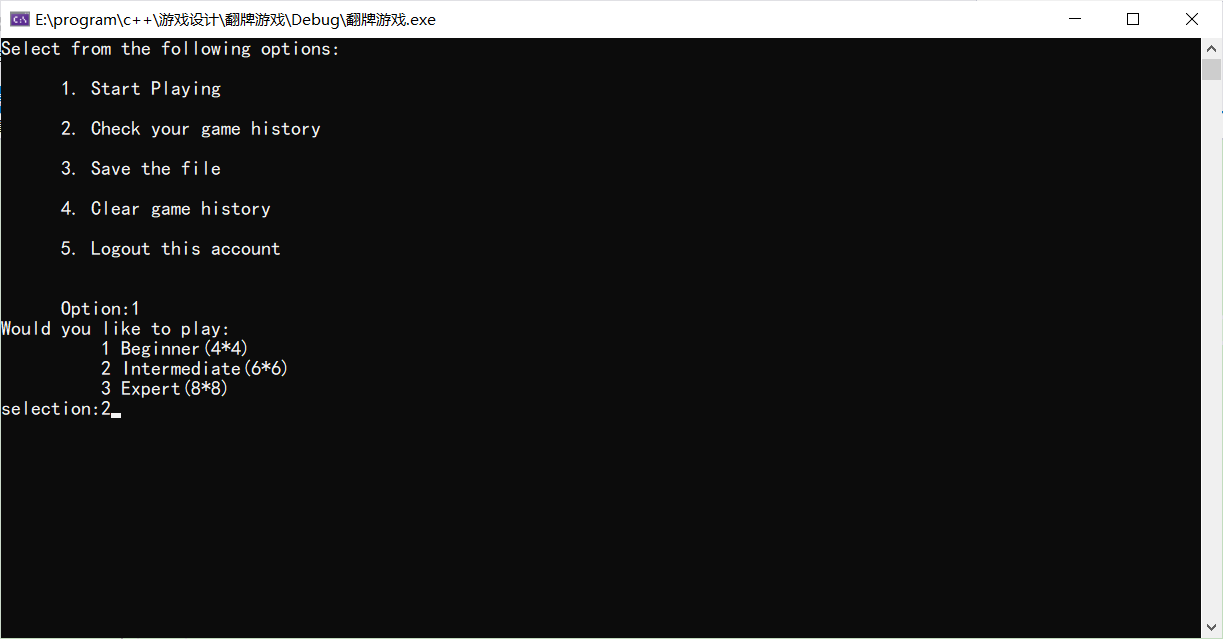 E:\program\c++\游戏设计\翻牌游戏\Debug\翻牌游戏.exe
Select from the following options:
1. Start Playing
2. Check your game history
3. Save the file
4. Clear game history
5. Logout this account
Option:1
Would you like to play:
1 Beginner(4*4)
2 Intermediate(6*6)
3 Expert(8*8)
selection:2